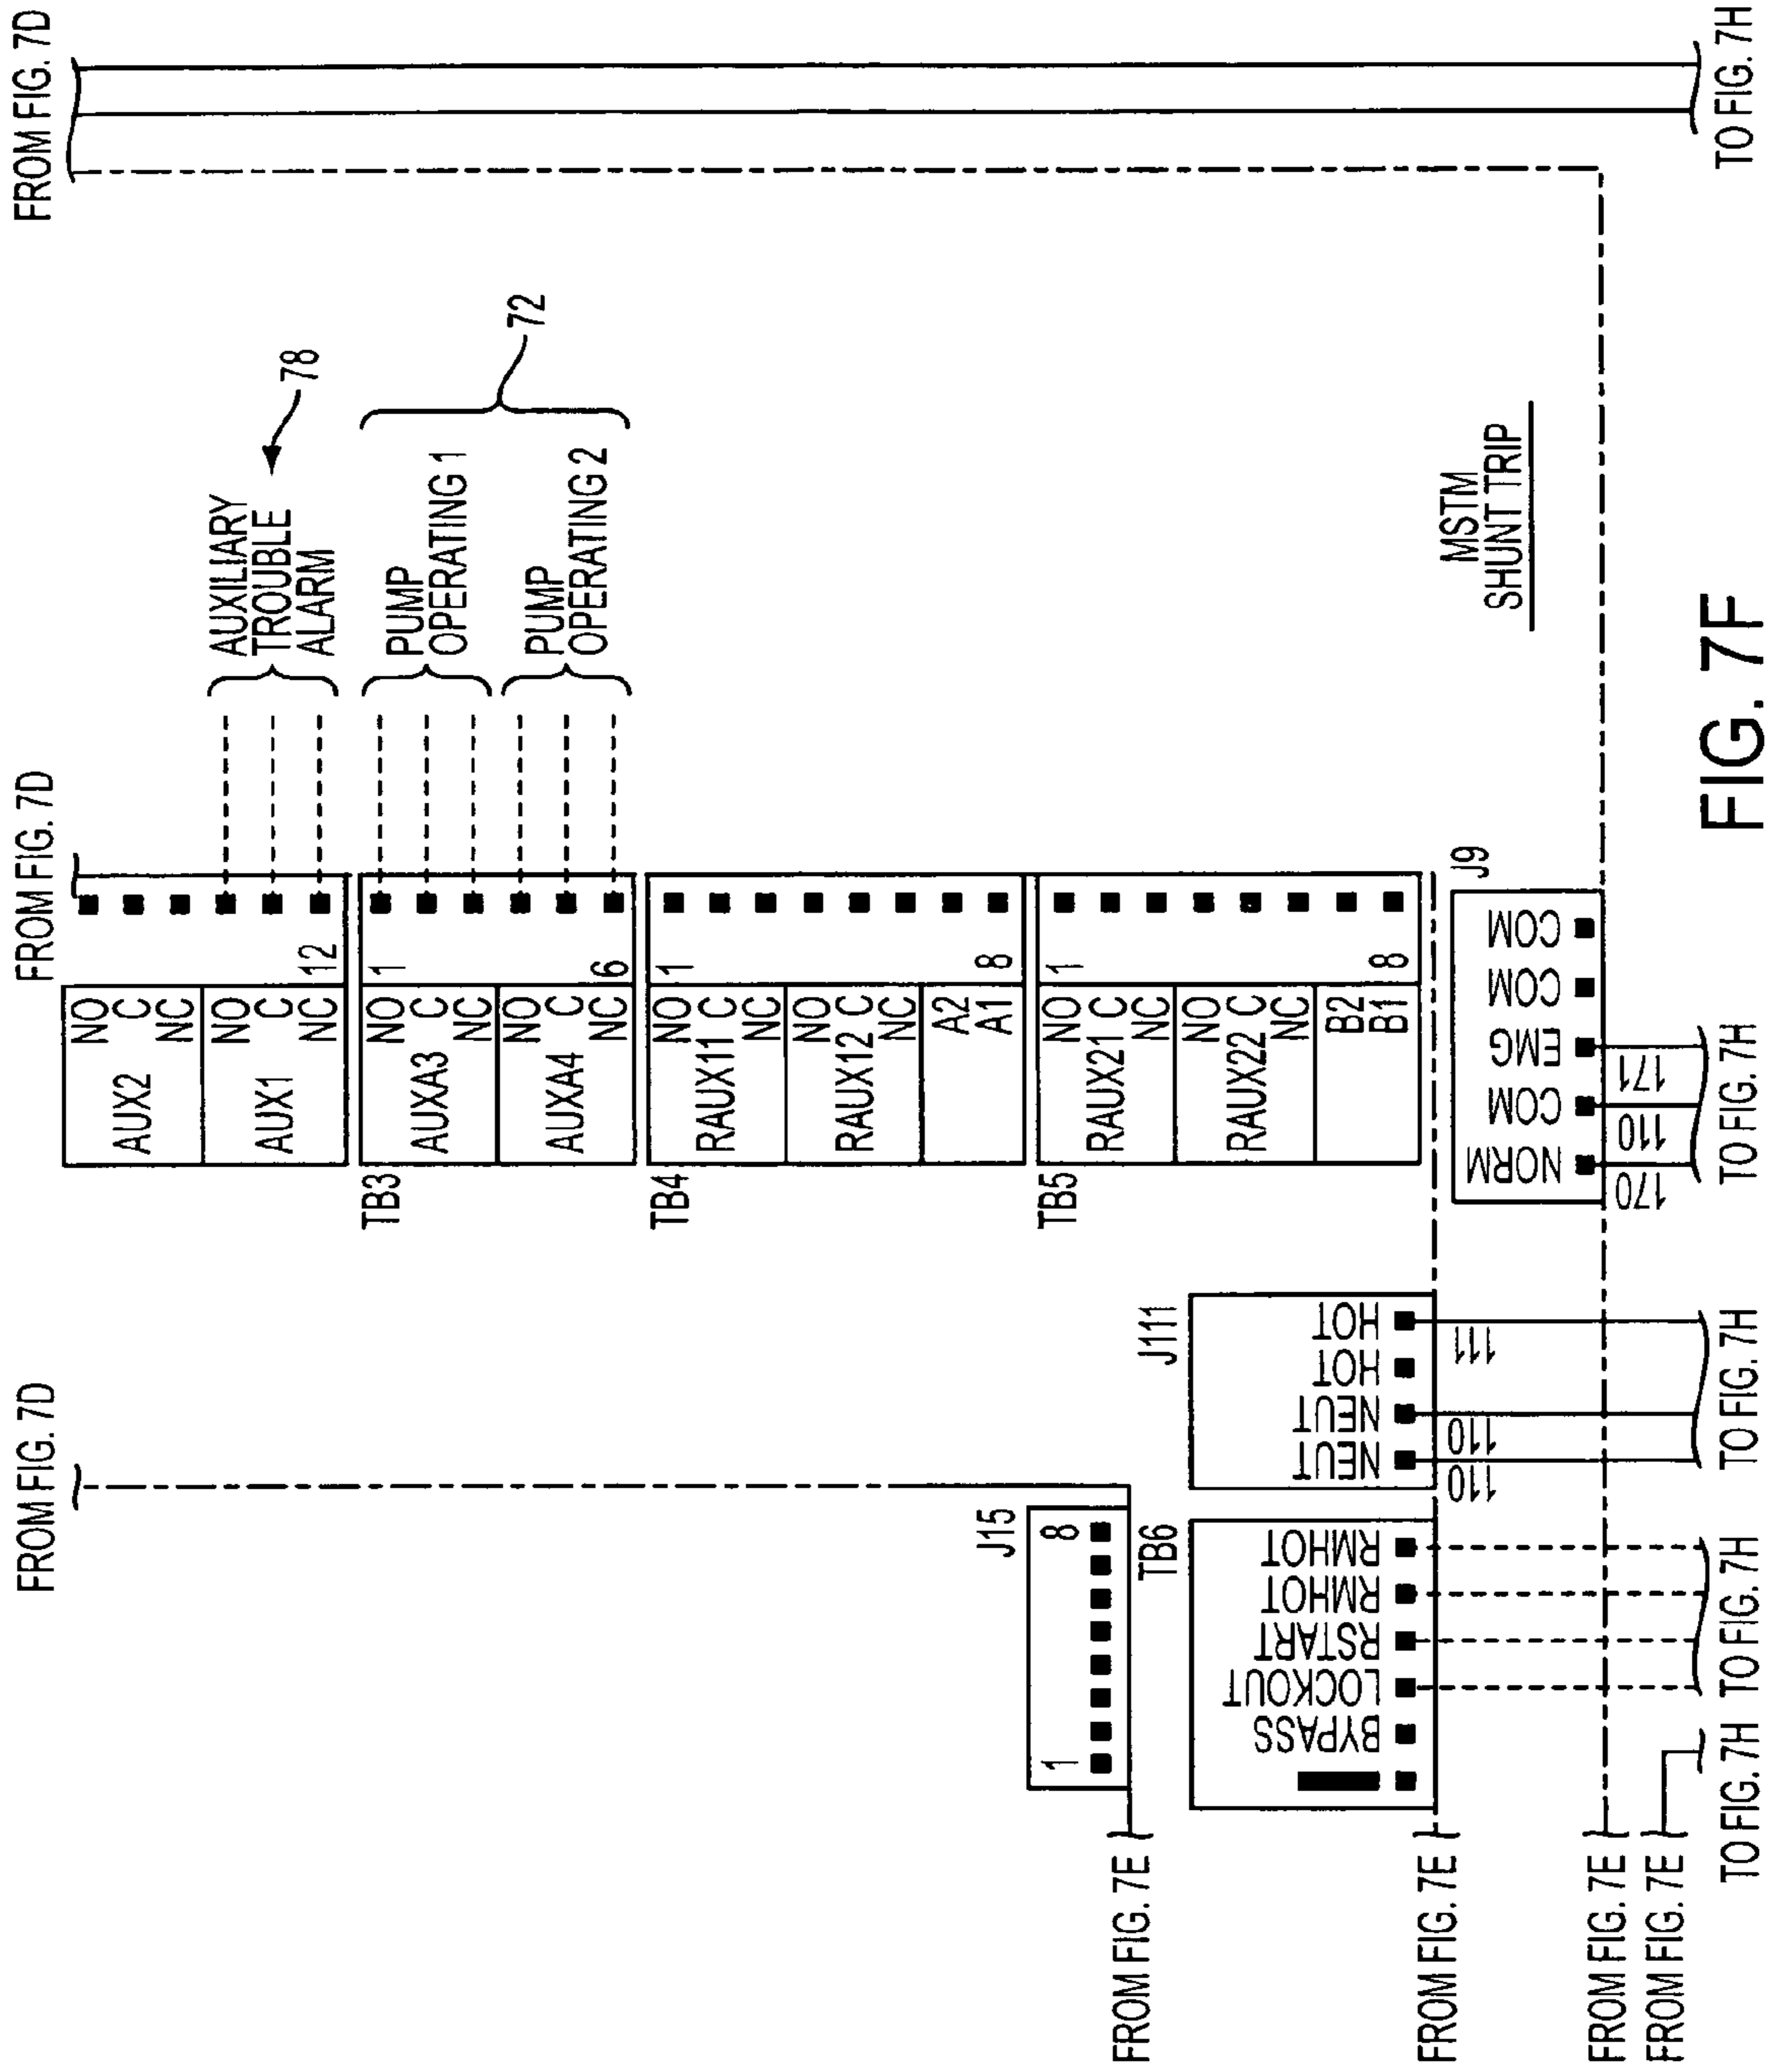 FROM FIG. 7D
FROM FIG. 7D
FROM FIG. 7D
AUX2
NO
C
NC
AUX1
NO
C
NC
12
AUXILIARY
TROUBLE
ALARM
78
TB3
AUXA3
NO
C
NC
1
AUXA4
NO
C
NC
6
PUMP
OPERATING 1
PUMP
OPERATING 2
72
TB4
RAUX11
NO
C
NC
1
RAUX12
NO
C
NC
A2
A1
8
TB5
RAUX21
NO
C
NC
1
RAUX22
NO
C
NC
B2
B1
8
MSTM
SHUNT TRIP
J15
1
8
TB6
BYPASS
LOCKOUT
RSTART
RMHOT
RMHOT
J111
NEUT
NEUT
HOT
HOT
110
110
111
J9
NORM
COM
EMG
COM
COM
170
110
171
FROM FIG. 7E
FROM FIG. 7E
FROM FIG. 7E
FROM FIG. 7E
TO FIG. 7H
TO FIG. 7H
TO FIG. 7H
TO FIG. 7H
TO FIG. 7H
FIG. 7F